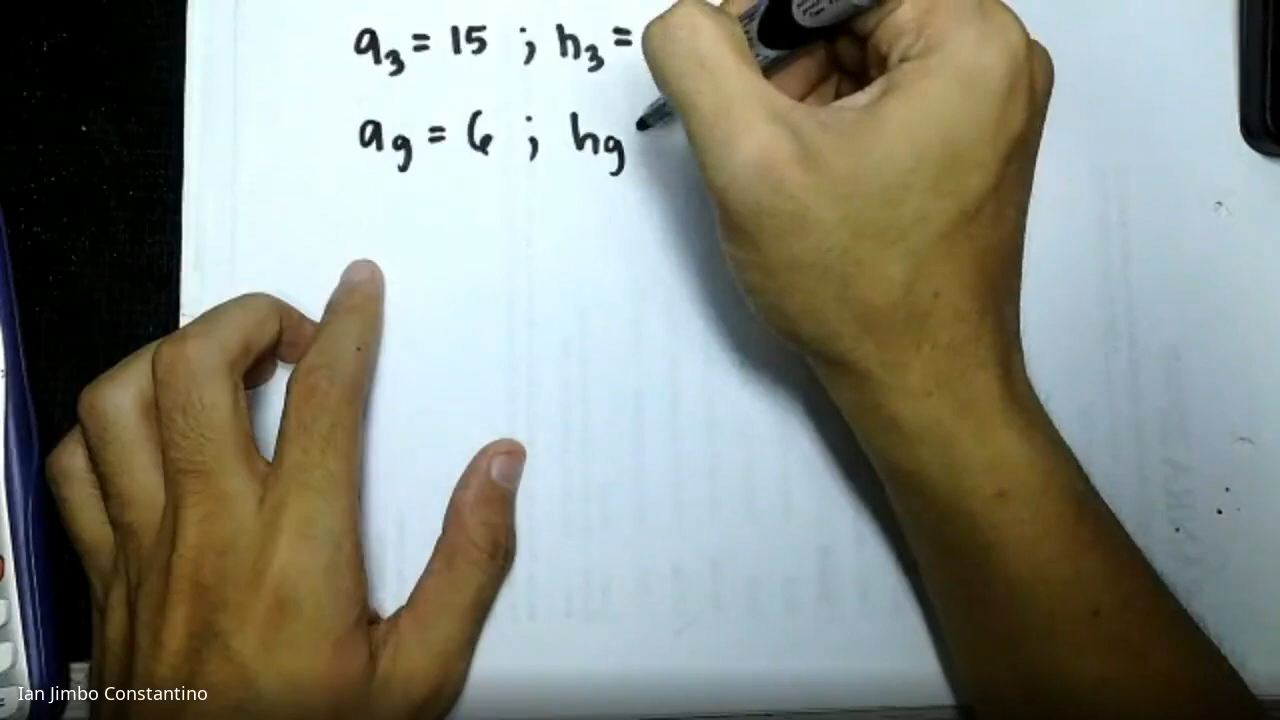 a₃ = 15 ; h₃ =
a₉ = 6 ; h₉
Ian Jimbo Constantino